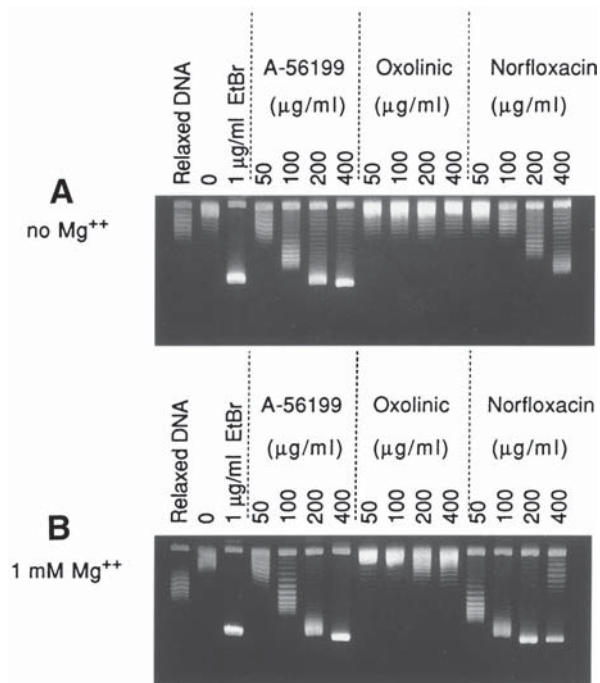 A-56199 Oxolinic Norfloxacin
(μg/ml) (μg/ml) (μg/ml)
Relaxed DNA 0 1 μg/ml EtBr 50 100 200 400 50 100 200 400 50 100 200 400
A
no Mg++
A-56199 Oxolinic Norfloxacin
(μg/ml) (μg/ml) (μg/ml)
Relaxed DNA 0 1 μg/ml EtBr 50 100 200 400 50 100 200 400 50 100 200 400
B
1 mM Mg++